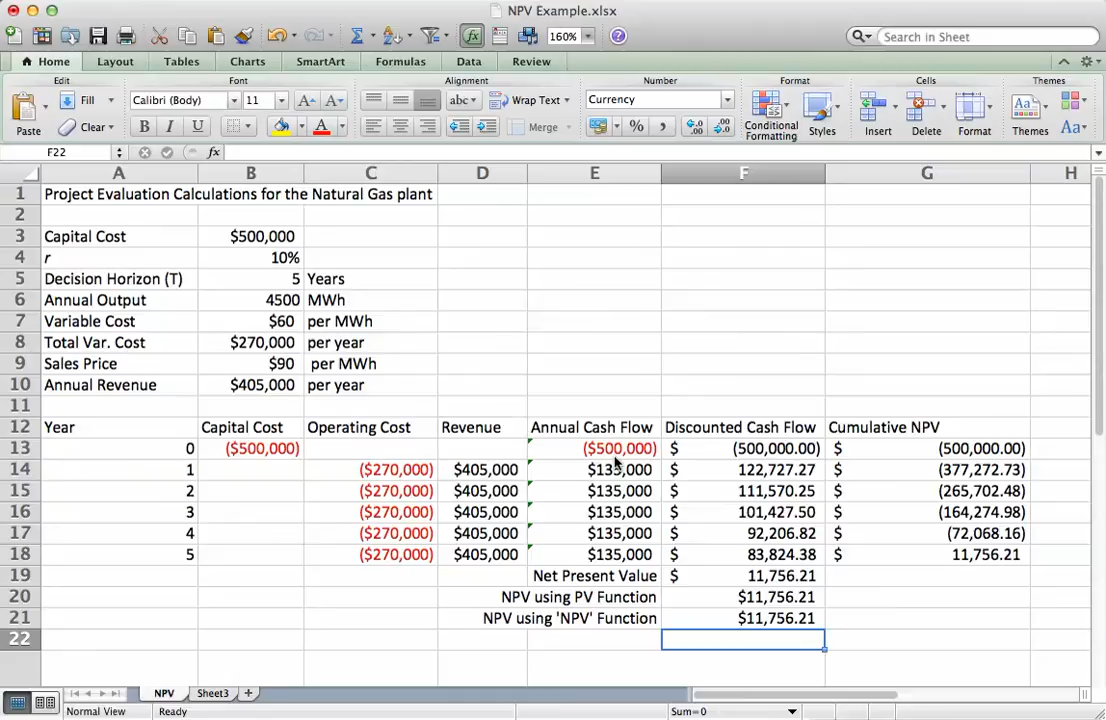 NPV Example.xlsx
160%
Search in Sheet
Home Layout Tables Charts SmartArt Formulas Data Review
Edit Font Alignment Number Format Cells Themes
Paste Fill Clear Calibri (Body) 11 A A abc Wrap Text Currency Conditional Formatting Styles Insert Delete Format Themes Aa
B I U A Merge % , .0 .00 .00 .0
F22 fx
A B C D E F G H
1 Project Evaluation Calculations for the Natural Gas plant
2
3 Capital Cost $500,000
4 r 10%
5 Decision Horizon (T) 5 Years
6 Annual Output 4500 MWh
7 Variable Cost $60 per MWh
8 Total Var. Cost $270,000 per year
9 Sales Price $90 per MWh
10 Annual Revenue $405,000 per year
11
12 Year Capital Cost Operating Cost Revenue Annual Cash Flow Discounted Cash Flow Cumulative NPV
13 0 ($500,000) ($500,000) $ (500,000.00) $ (500,000.00)
14 1 ($270,000) $405,000 $135,000 $ 122,727.27 $ (377,272.73)
15 2 ($270,000) $405,000 $135,000 $ 111,570.25 $ (265,702.48)
16 3 ($270,000) $405,000 $135,000 $ 101,427.50 $ (164,274.98)
17 4 ($270,000) $405,000 $135,000 $ 92,206.82 $ (72,068.16)
18 5 ($270,000) $405,000 $135,000 $ 83,824.38 $ 11,756.21
19 Net Present Value $ 11,756.21
20 NPV using PV Function $11,756.21
21 NPV using 'NPV' Function $11,756.21
22
NPV Sheet3 +
Normal View Ready Sum=0